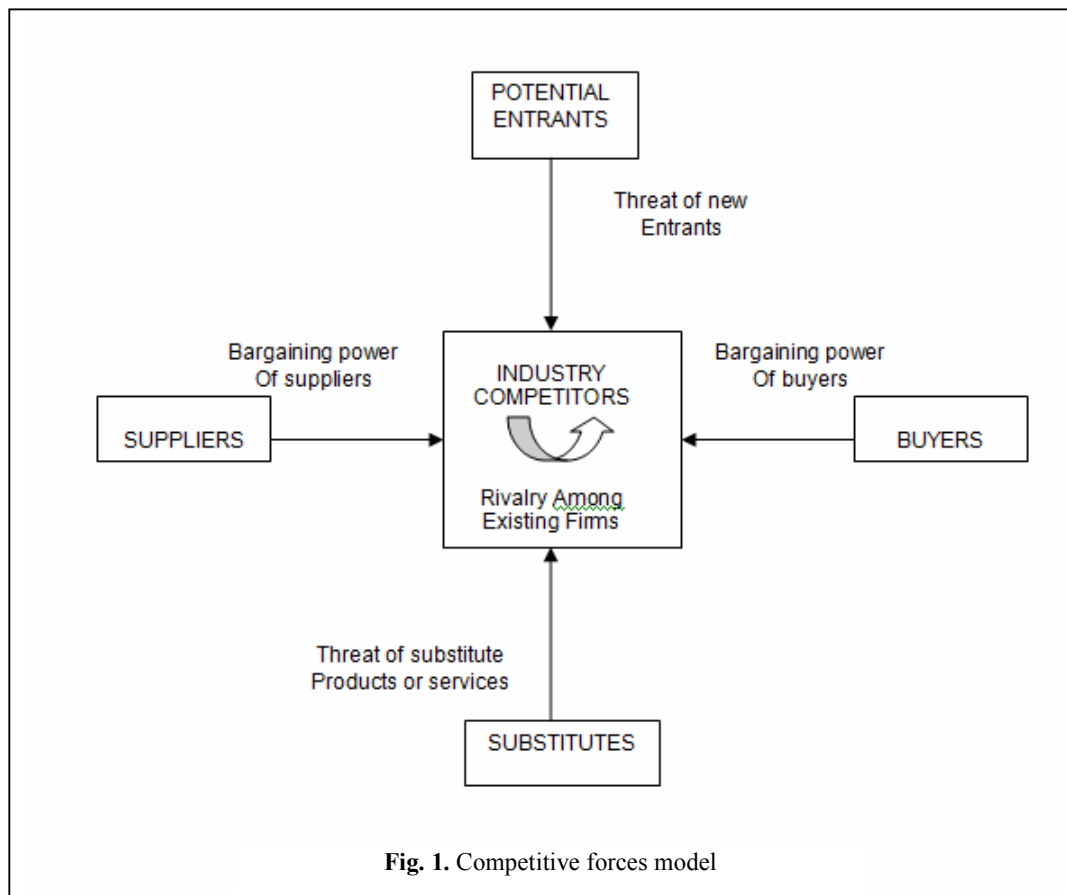 POTENTIAL
ENTRANTS
Threat of new
Entrants
Bargaining power
Of suppliers
SUPPLIERS
INDUSTRY
COMPETITORS
Rivalry Among
Existing Firms
Bargaining power
Of buyers
BUYERS
Threat of substitute
Products or services
SUBSTITUTES
Fig. 1. Competitive forces model